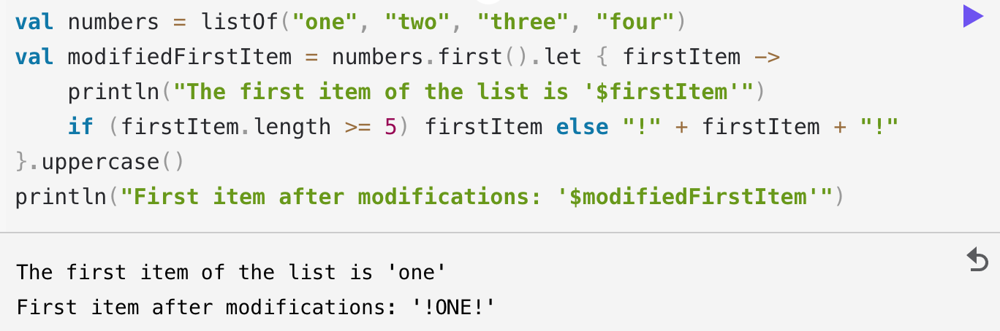 val numbers = listOf("one", "two", "three", "four")
val modifiedFirstItem = numbers.first().let { firstItem ->
    println("The first item of the list is '$firstItem'")
    if (firstItem.length >= 5) firstItem else "!" + firstItem + "!"
}.uppercase()
println("First item after modifications: '$modifiedFirstItem'")
The first item of the list is 'one'
First item after modifications: '!ONE!'